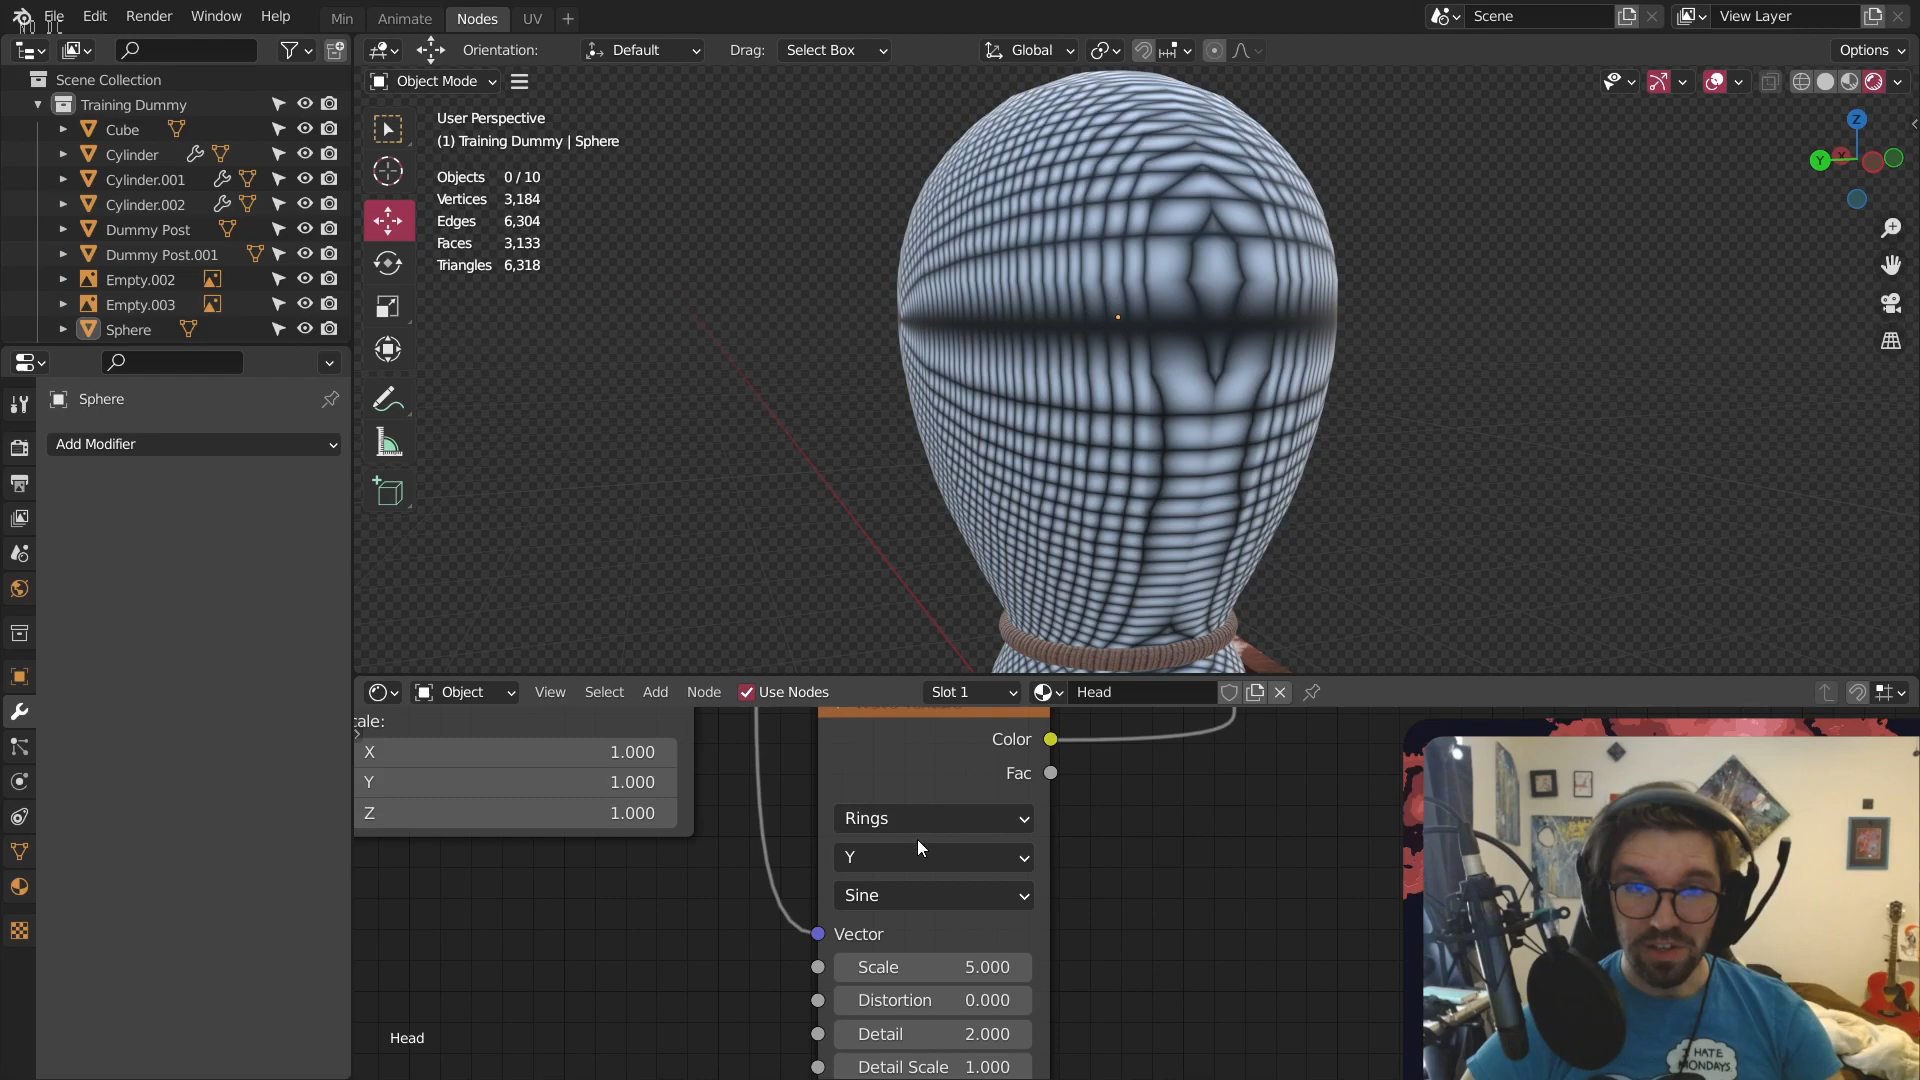 File Edit Render Window Help Min Animate Nodes UV + Scene View Layer
Orientation: Default Drag: Select Box Global Options
Scene Collection
Object Mode
Training Dummy
Cube
Cylinder
Cylinder.001
Cylinder.002
Dummy Post
Dummy Post.001
Empty.002
Empty.003
Sphere
User Perspective
(1) Training Dummy | Sphere
Objects 0 / 10
Vertices 3,184
Edges 6,304
Faces 3,133
Triangles 6,318
Z
Y
X
Sphere
Add Modifier
Object View Select Add Node Use Nodes Slot 1 Head
cale:
X 1.000
Y 1.000
Z 1.000
Color
Fac
Rings
Y
Sine
Vector
Scale 5.000
Distortion 0.000
Detail 2.000
Detail Scale 1.000
Head
I HATE
MONDAYS